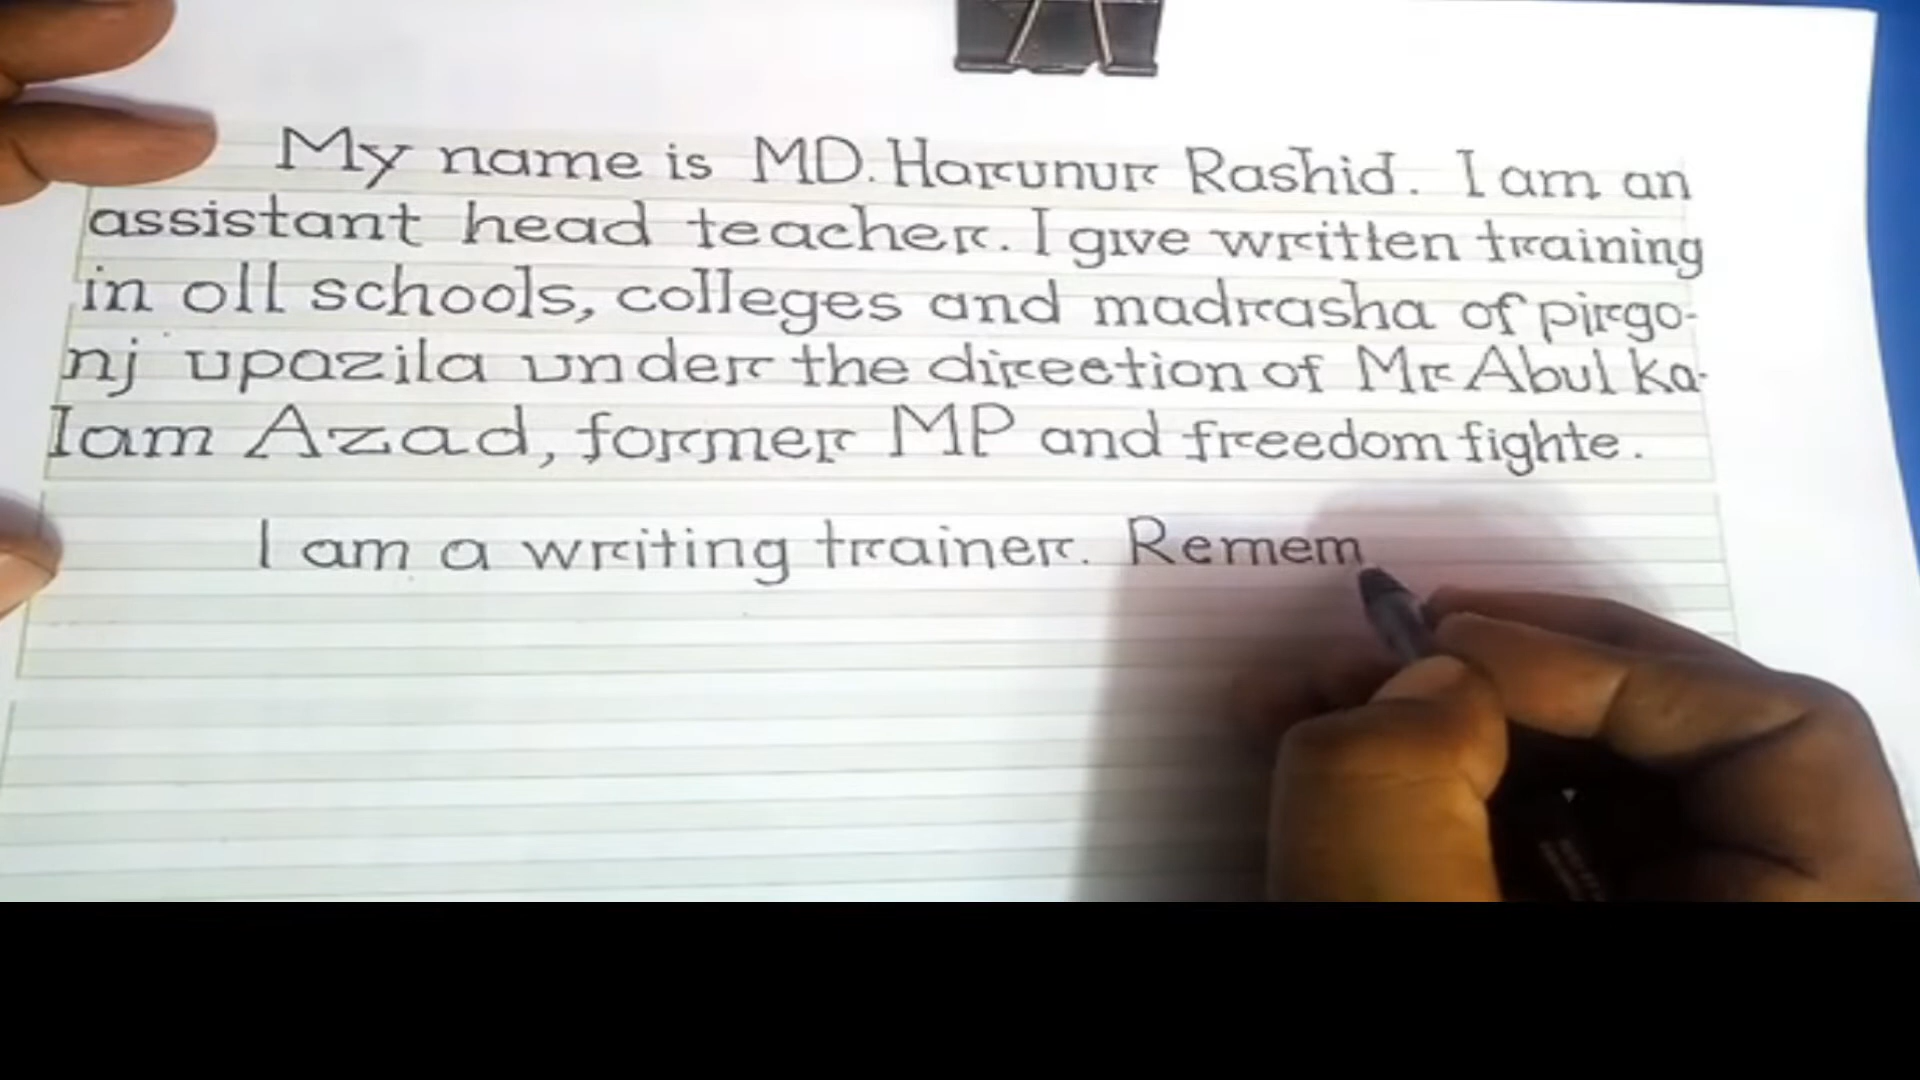 My name is MD. Harunur Rashid. I am an
assistant head teacher. I give written training
in oll schools, colleges and madrasha of pirgo-
nj upazila under the direetion of Mr Abul ka-
lam Azad, former MP and freedom fighte.
I am a writing trainer. Remem